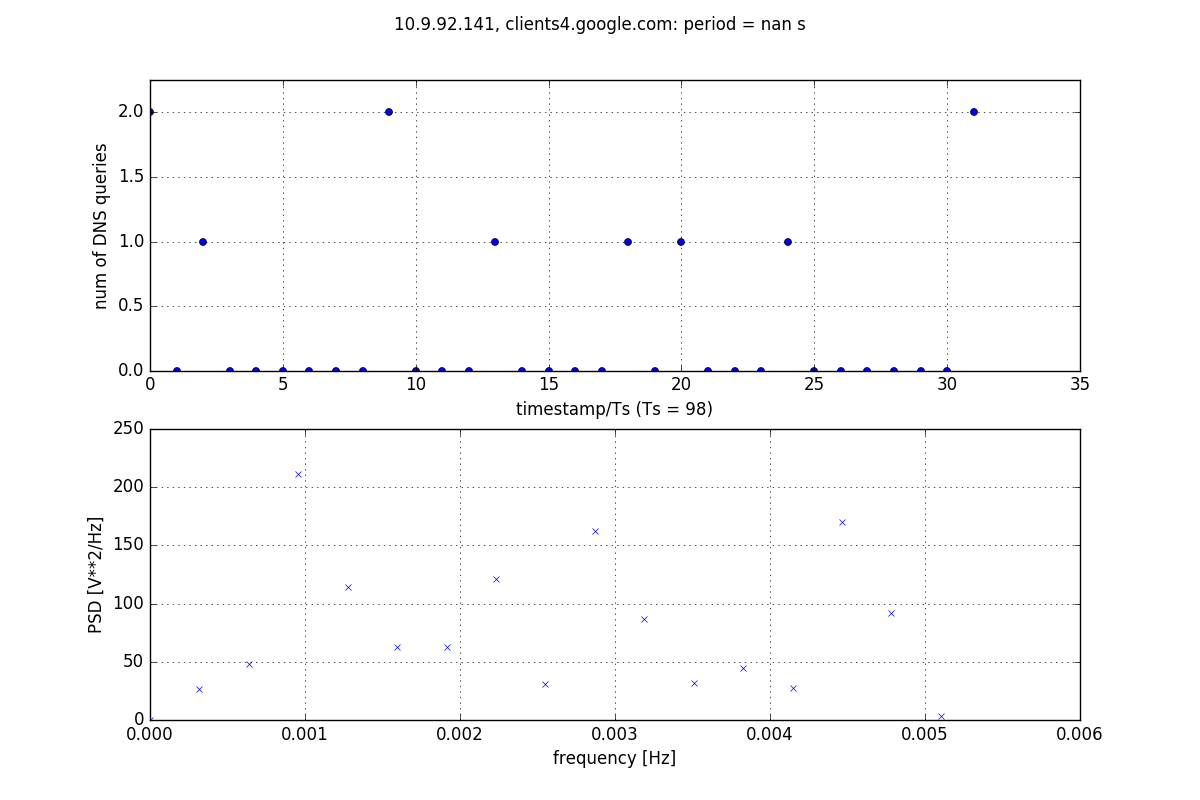 10.9.92.141, clients4.google.com: period = nan s
2.0
1.5
1.0
0.5
0.0
num of DNS queries
0 5 10 15 20 25 30 35
timestamp/Ts (Ts = 98)
250
200
150
100
50
0
PSD [V**2/Hz]
0.000 0.001 0.002 0.003 0.004 0.005 0.006
frequency [Hz]